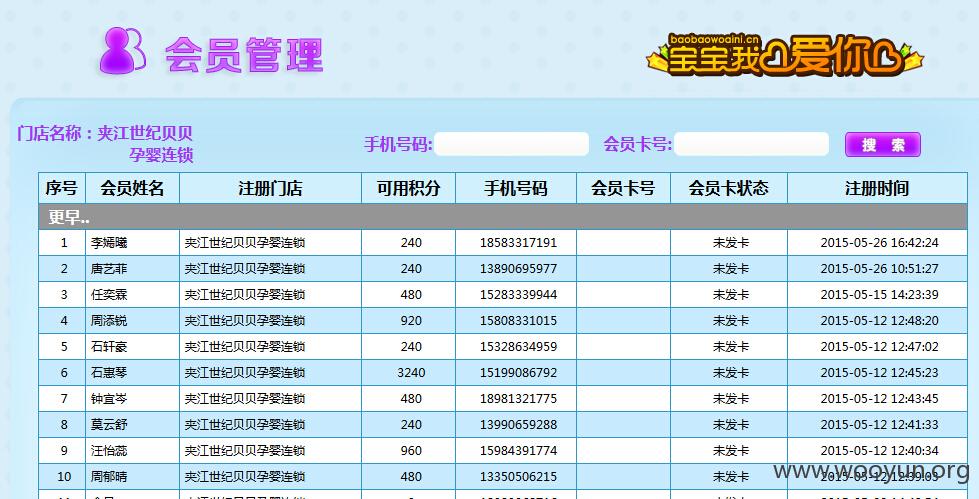 会员管理
baobaowoaini.cn
宝宝我爱你
门店名称：夹江世纪贝贝
孕婴连锁
手机号码:
会员卡号:
搜 索
序号 会员姓名 注册门店 可用积分 手机号码 会员卡号 会员卡状态 注册时间
更早..
1 李嫣曦 夹江世纪贝贝孕婴连锁 240 18583317191 未发卡 2015-05-26 16:42:24
2 唐艺菲 夹江世纪贝贝孕婴连锁 240 13890695977 未发卡 2015-05-26 10:51:27
3 任奕霖 夹江世纪贝贝孕婴连锁 480 15283339944 未发卡 2015-05-15 14:23:39
4 周添锐 夹江世纪贝贝孕婴连锁 920 15808331015 未发卡 2015-05-12 12:48:20
5 石轩豪 夹江世纪贝贝孕婴连锁 240 15328634959 未发卡 2015-05-12 12:47:02
6 石惠琴 夹江世纪贝贝孕婴连锁 3240 15199086792 未发卡 2015-05-12 12:45:23
7 钟宜岑 夹江世纪贝贝孕婴连锁 480 18981321775 未发卡 2015-05-12 12:43:45
8 莫云舒 夹江世纪贝贝孕婴连锁 240 13990659288 未发卡 2015-05-12 12:41:33
9 汪怡蕊 夹江世纪贝贝孕婴连锁 960 15984391774 未发卡 2015-05-12 12:40:34
10 周郁晴 夹江世纪贝贝孕婴连锁 480 13350506215 未发卡 2015-05-12 12:39:03
www.wooyun.org